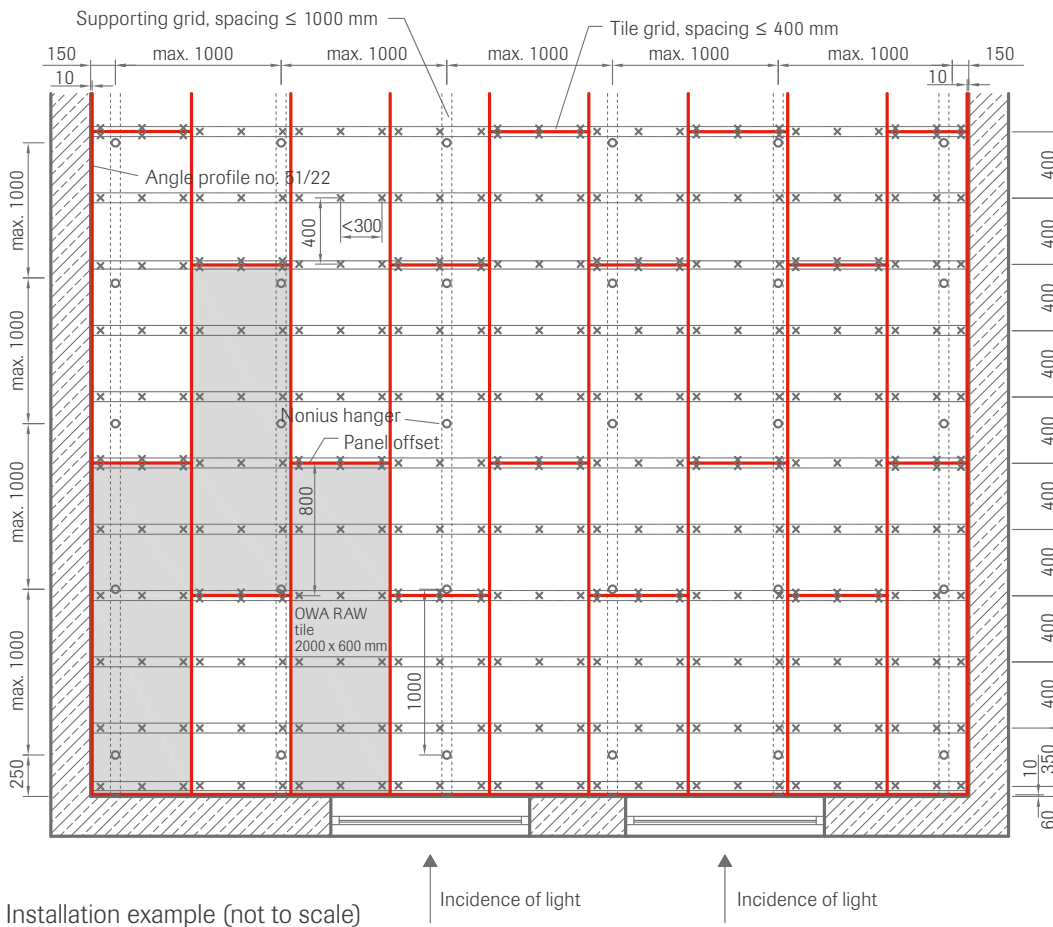 Supporting grid, spacing ≤ 1000 mm
Tile grid, spacing ≤ 400 mm
150
max. 1000
max. 1000
max. 1000
max. 1000
max. 1000
150
10
10
Angle profile no. 51/22
400
<300
Nonius hanger
Panel offset
800
OWA RAW
tile
2000 x 600 mm
1000
max. 1000
max. 1000
max. 1000
max. 1000
250
400
400
400
400
400
400
400
400
400
350
10
60
Incidence of light
Incidence of light
Installation example (not to scale)